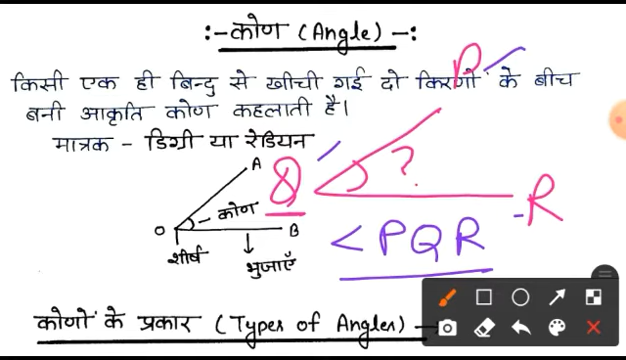 :-कोण (Angle)-:
किसी एक ही बिन्दु से खींची गई दो किरणों के बीच
बनी आकृति कोण कहलाती है।
मात्रक - डिग्री या रेडियन
P
A
Q
?
कोण
O
B
R
<PQR
शीर्ष
भुजाएँ
कोणों के प्रकार (Types of Angles)